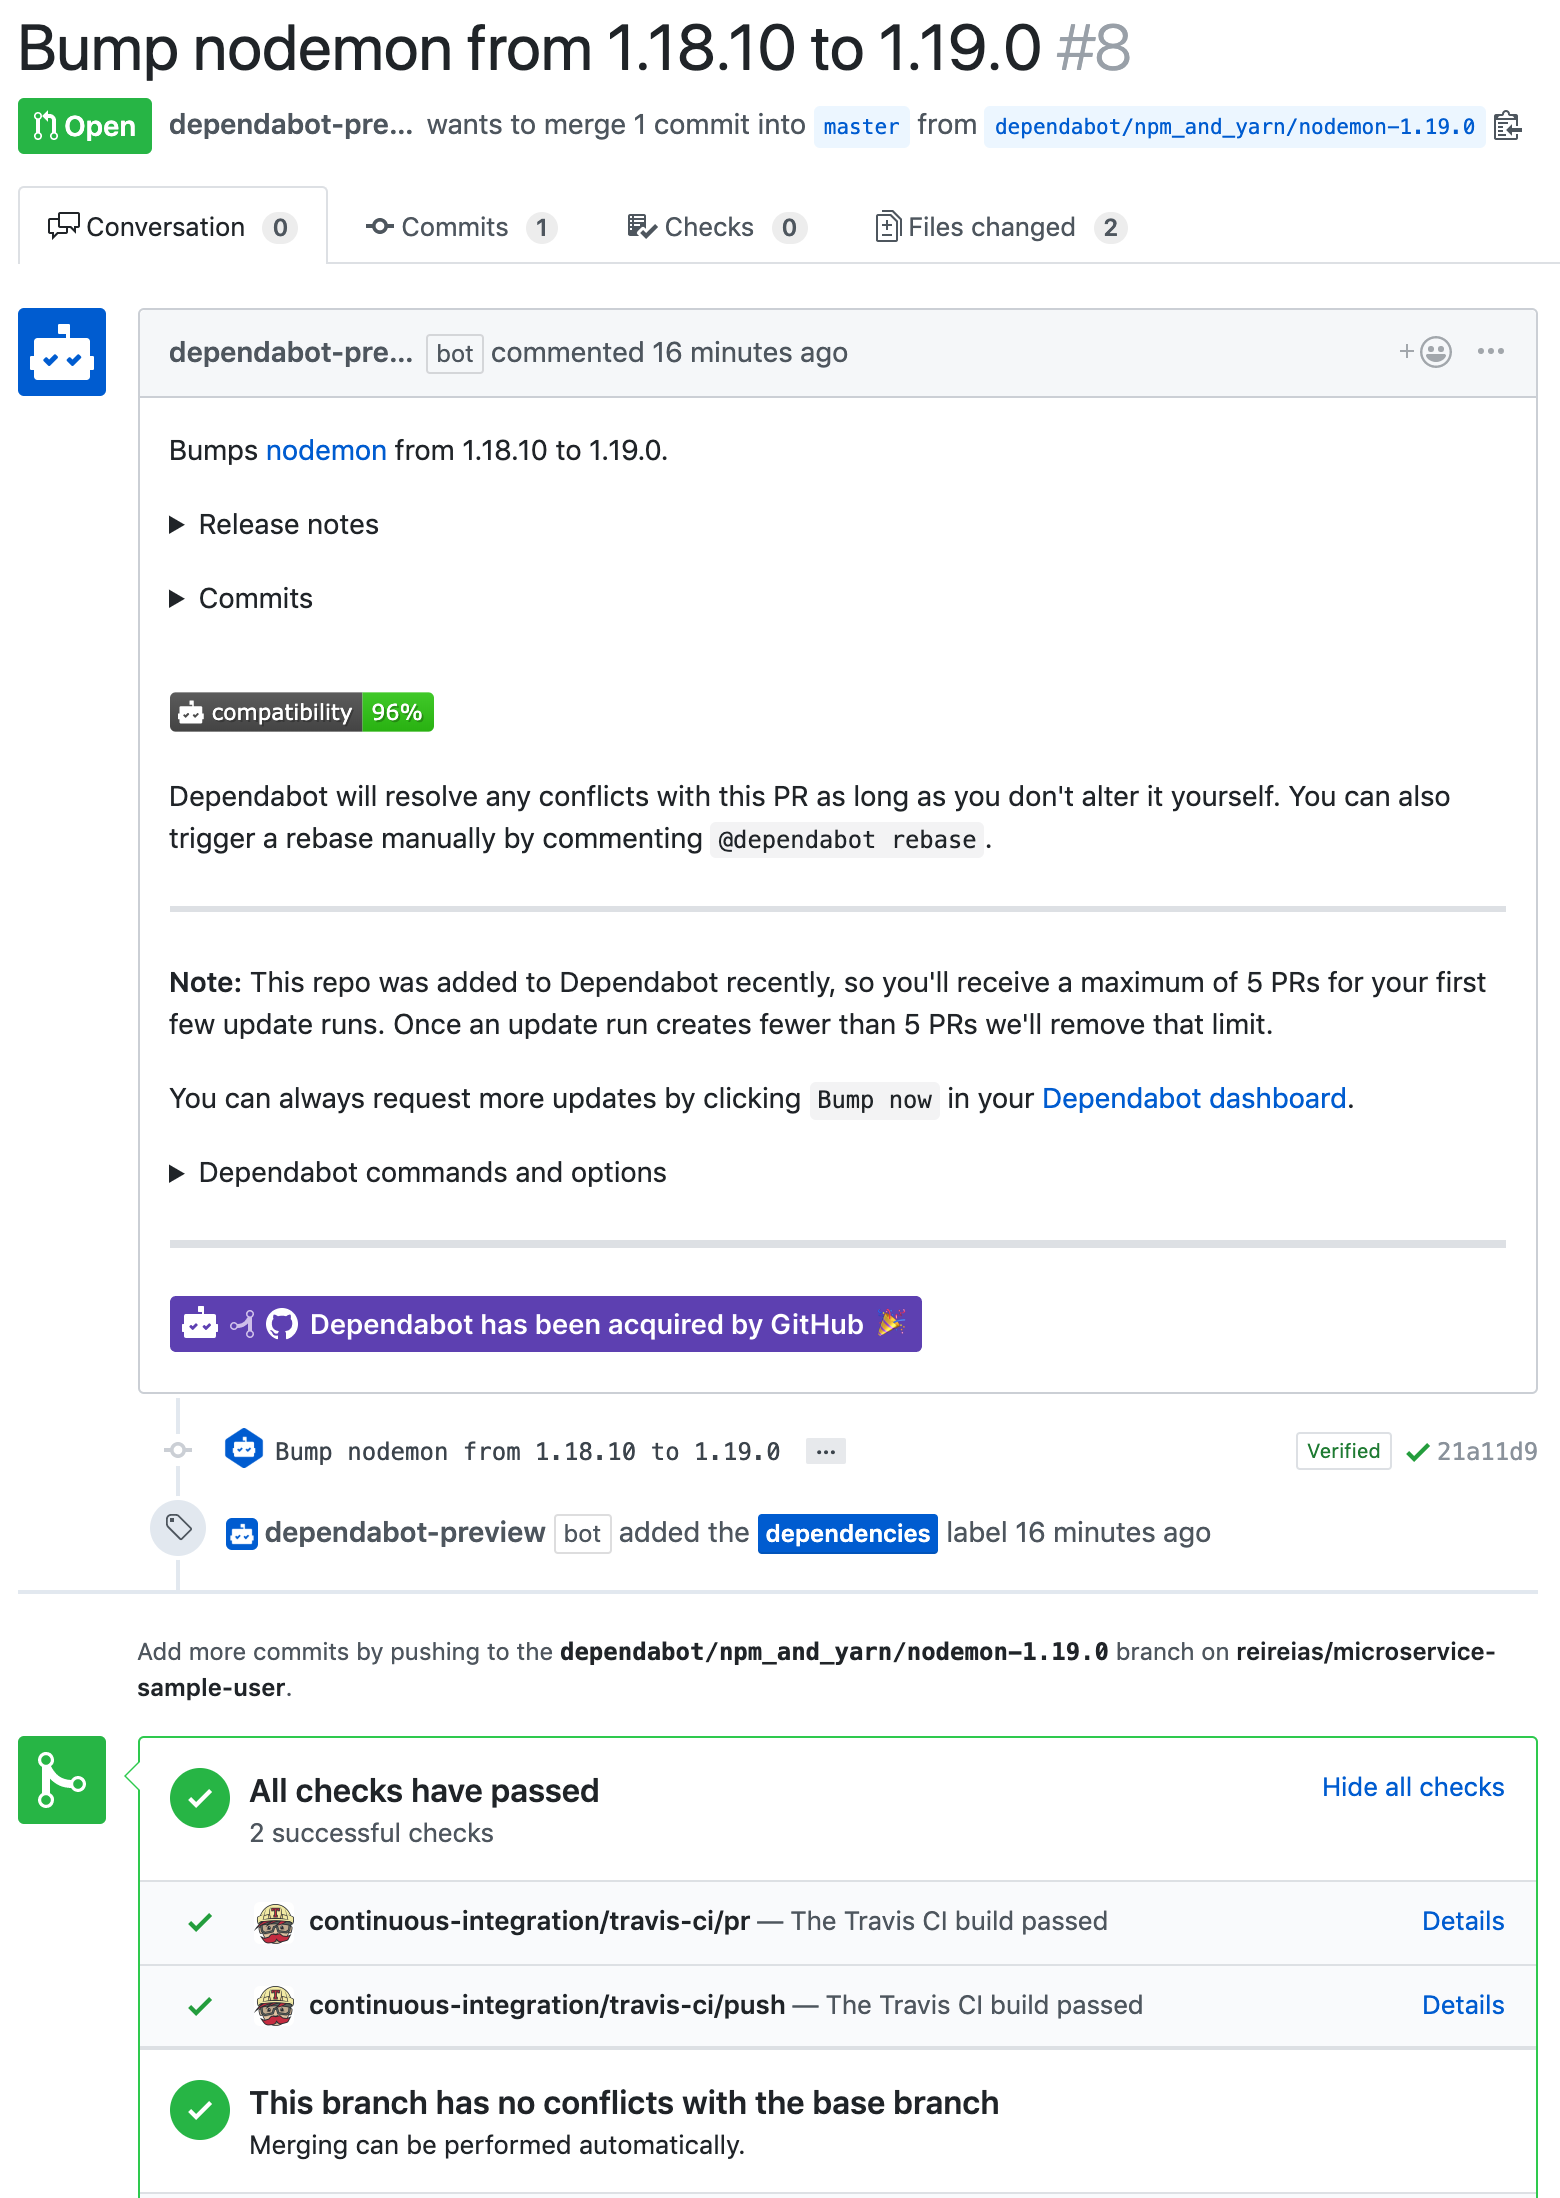 Bump nodemon from 1.18.10 to 1.19.0 #8
Open dependabot-pre... wants to merge 1 commit into master from dependabot/npm_and_yarn/nodemon-1.19.0
Conversation 0 Commits 1 Checks 0 Files changed 2
dependabot-pre... bot commented 16 minutes ago
Bumps nodemon from 1.18.10 to 1.19.0.
Release notes
Commits
compatibility 96%
Dependabot will resolve any conflicts with this PR as long as you don't alter it yourself. You can also
trigger a rebase manually by commenting @dependabot rebase.
Note: This repo was added to Dependabot recently, so you'll receive a maximum of 5 PRs for your first
few update runs. Once an update run creates fewer than 5 PRs we'll remove that limit.
You can always request more updates by clicking Bump now in your Dependabot dashboard.
Dependabot commands and options
Dependabot has been acquired by GitHub 🎉
Bump nodemon from 1.18.10 to 1.19.0 ... Verified 21a11d9
dependabot-preview bot added the dependencies label 16 minutes ago
Add more commits by pushing to the dependabot/npm_and_yarn/nodemon-1.19.0 branch on reireias/microservice-
sample-user.
All checks have passed Hide all checks
2 successful checks
continuous-integration/travis-ci/pr — The Travis CI build passed Details
continuous-integration/travis-ci/push — The Travis CI build passed Details
This branch has no conflicts with the base branch
Merging can be performed automatically.